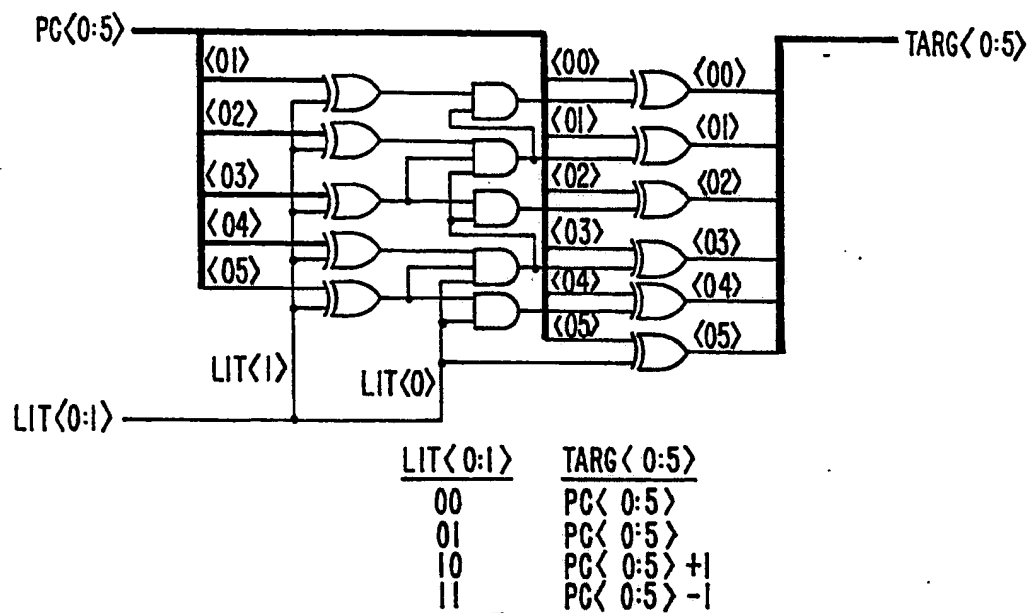 PC<0:5>
TARG<0:5>
<01>
<02>
<03>
<04>
<05>
<00>
<01>
<02>
<03>
<04>
<05>
<00>
<01>
<02>
<03>
<04>
<05>
LIT<1>
LIT<0>
LIT<0:1>
LIT<0:1> TARG<0:5>
00 PC<0:5>
01 PC<0:5>
10 PC<0:5> +1
11 PC<0:5> -1